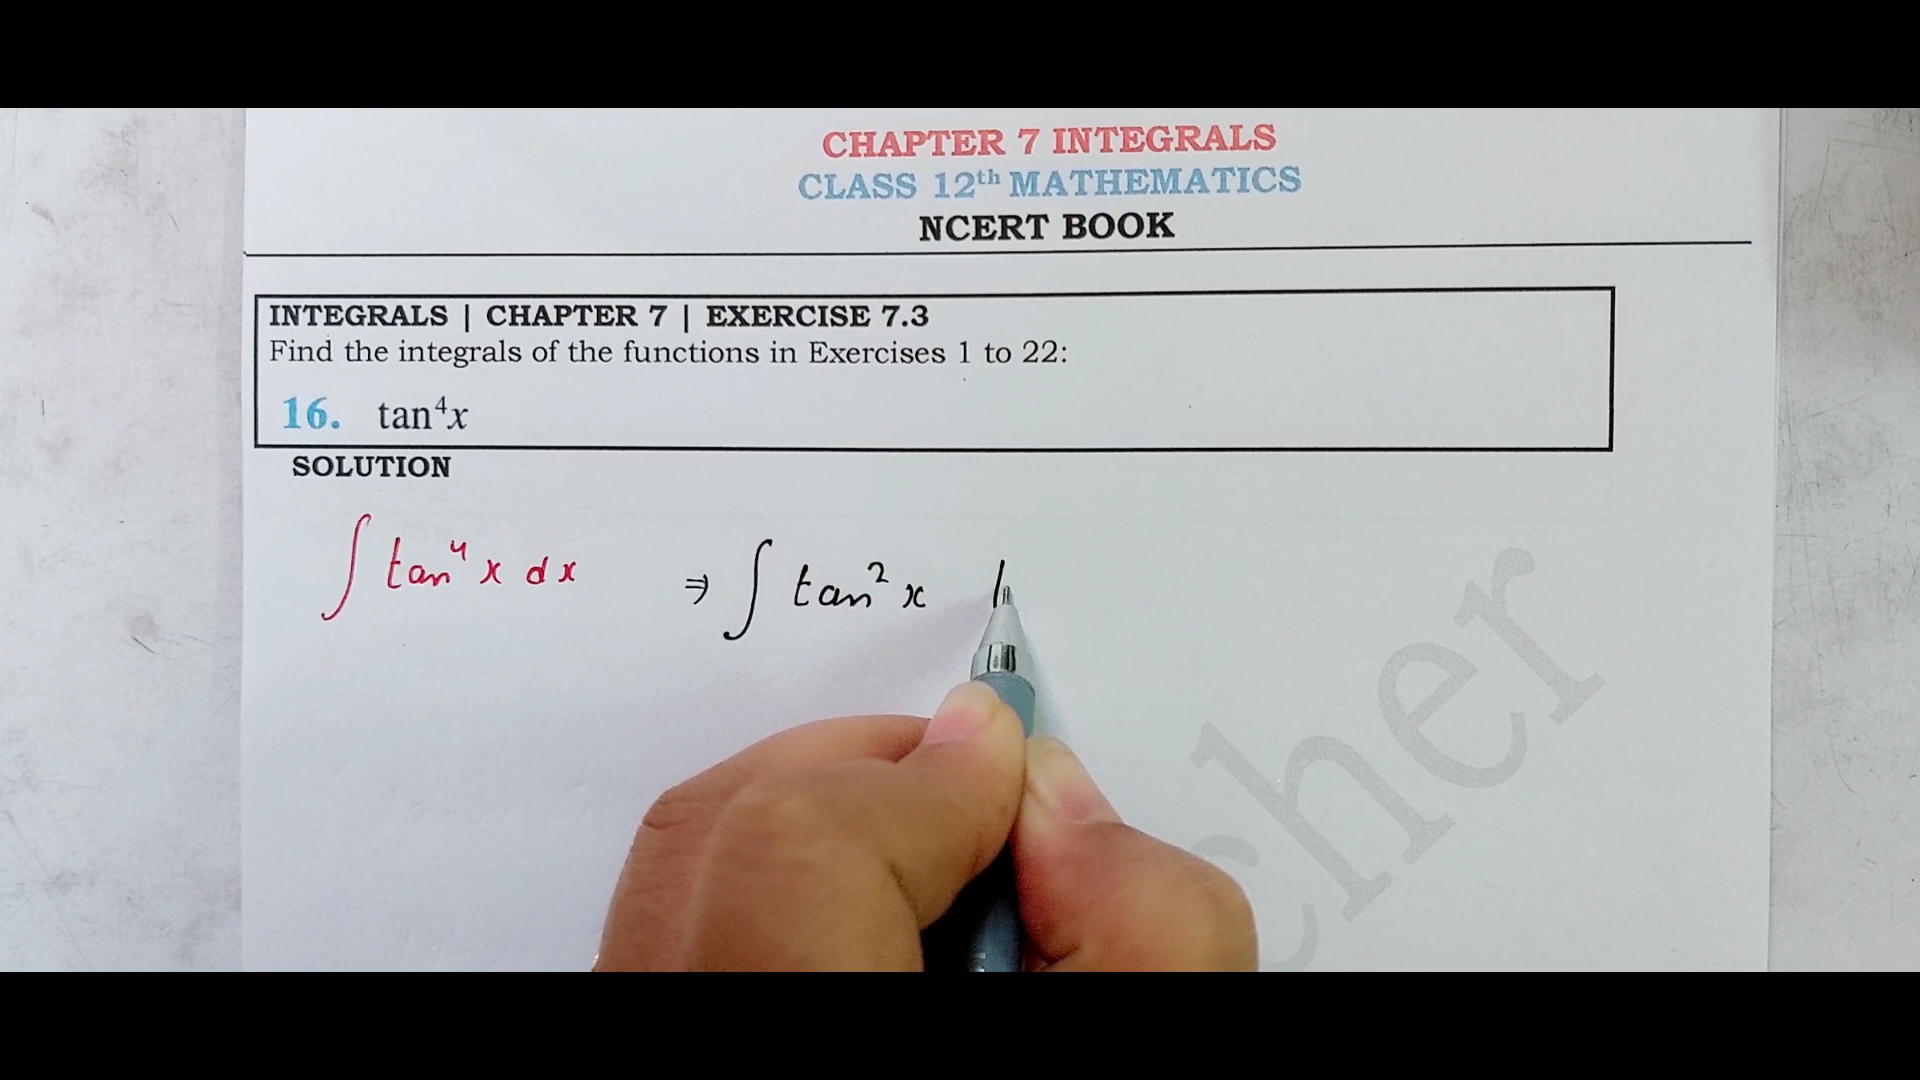 CHAPTER 7 INTEGRALS
CLASS 12th MATHEMATICS
NCERT BOOK
INTEGRALS | CHAPTER 7 | EXERCISE 7.3
Find the integrals of the functions in Exercises 1 to 22:
16. tan⁴x
SOLUTION
∫ tan⁴ x dx ⇒ ∫ tan² x
cher